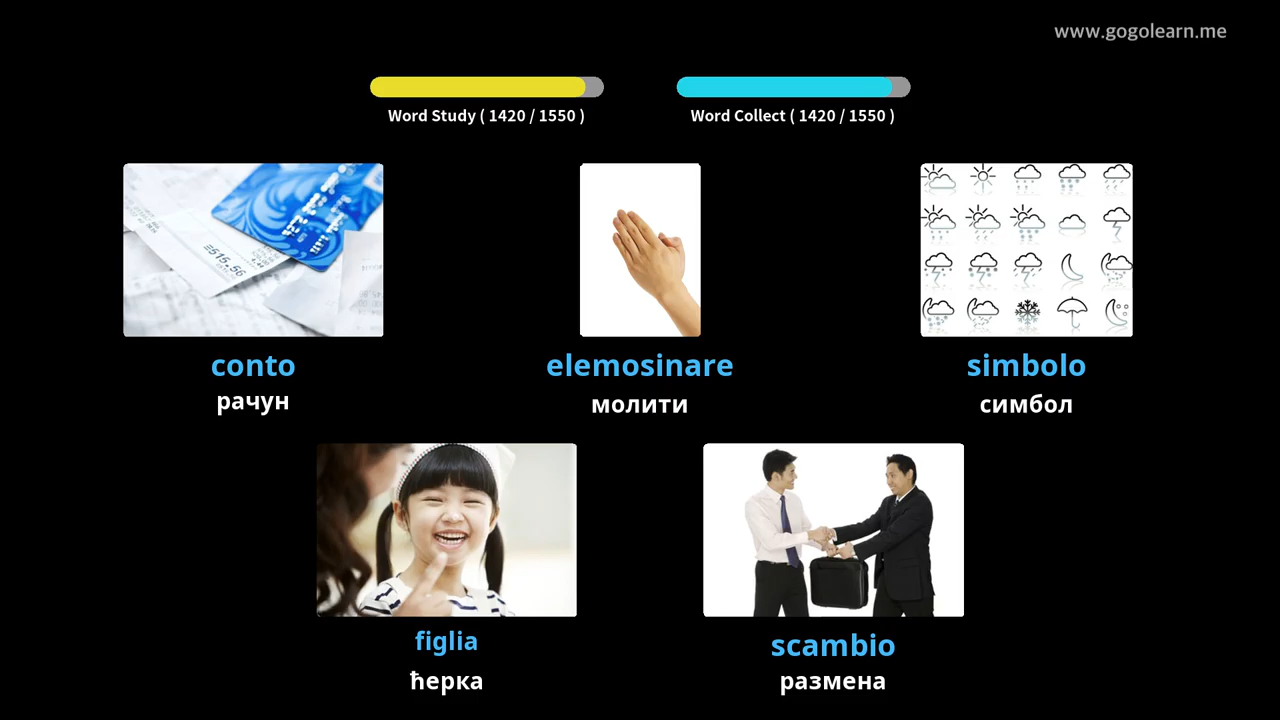 www.gogolearn.me
Word Study ( 1420 / 1550 )
Word Collect ( 1420 / 1550 )
conto
рачун
elemosinare
молити
simbolo
симбол
figlia
ћерка
scambio
размена